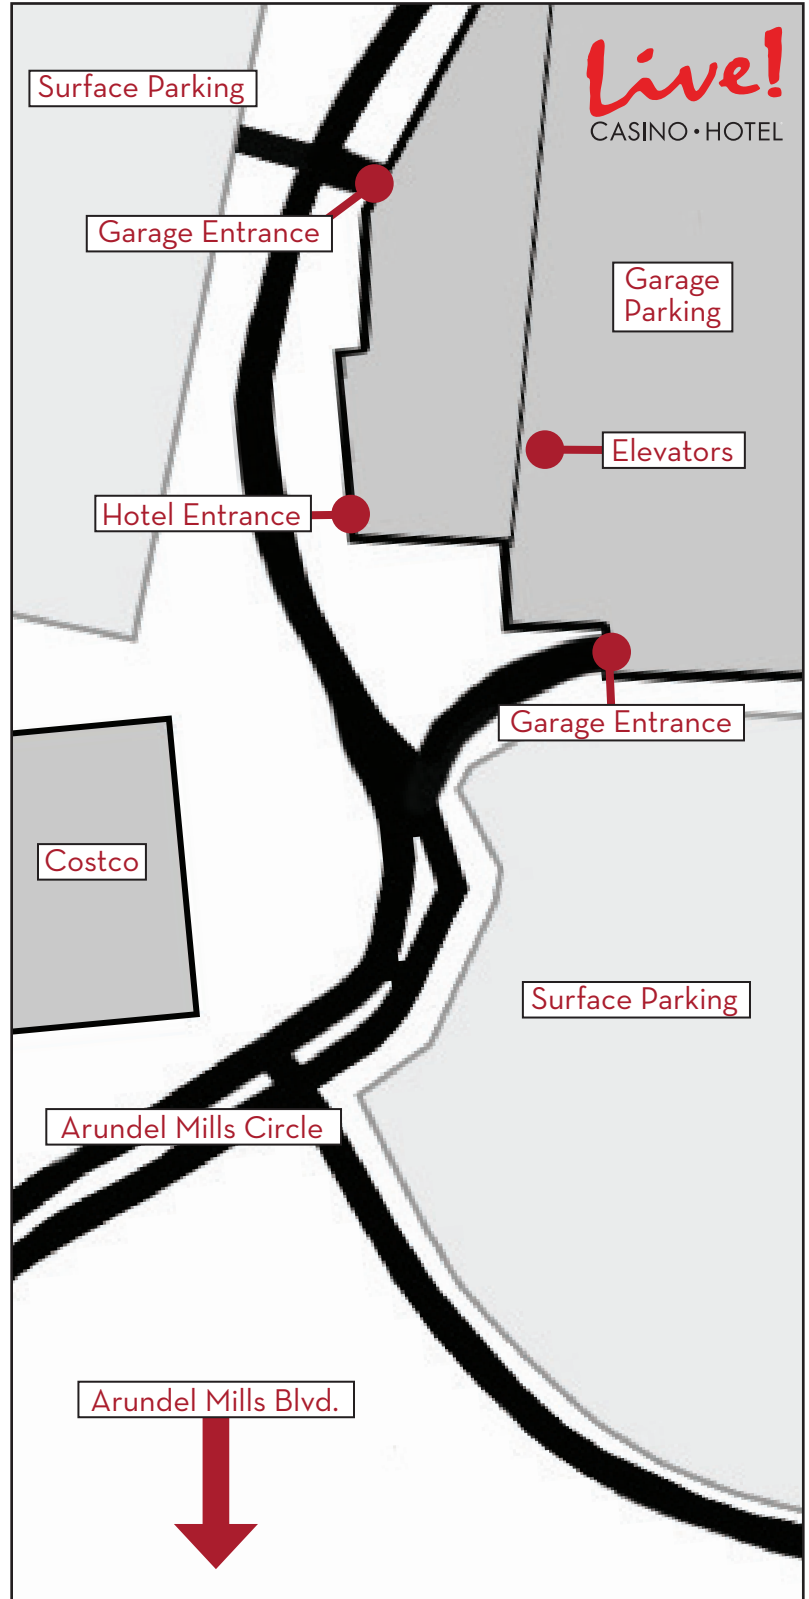 Live!
CASINO • HOTEL
Surface Parking
Garage Entrance
Garage
Parking
Elevators
Hotel Entrance
Garage Entrance
Costco
Surface Parking
Arundel Mills Circle
Arundel Mills Blvd.